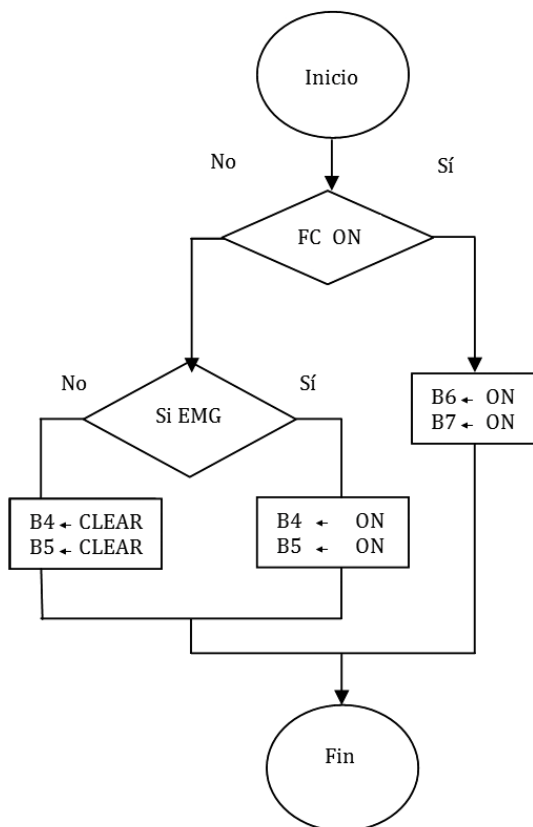 Inicio
No
Sí
FC ON
No
Sí
Si EMG
B6 ← ON
B7 ← ON
B4 ← CLEAR
B5 ← CLEAR
B4 ← ON
B5 ← ON
Fin